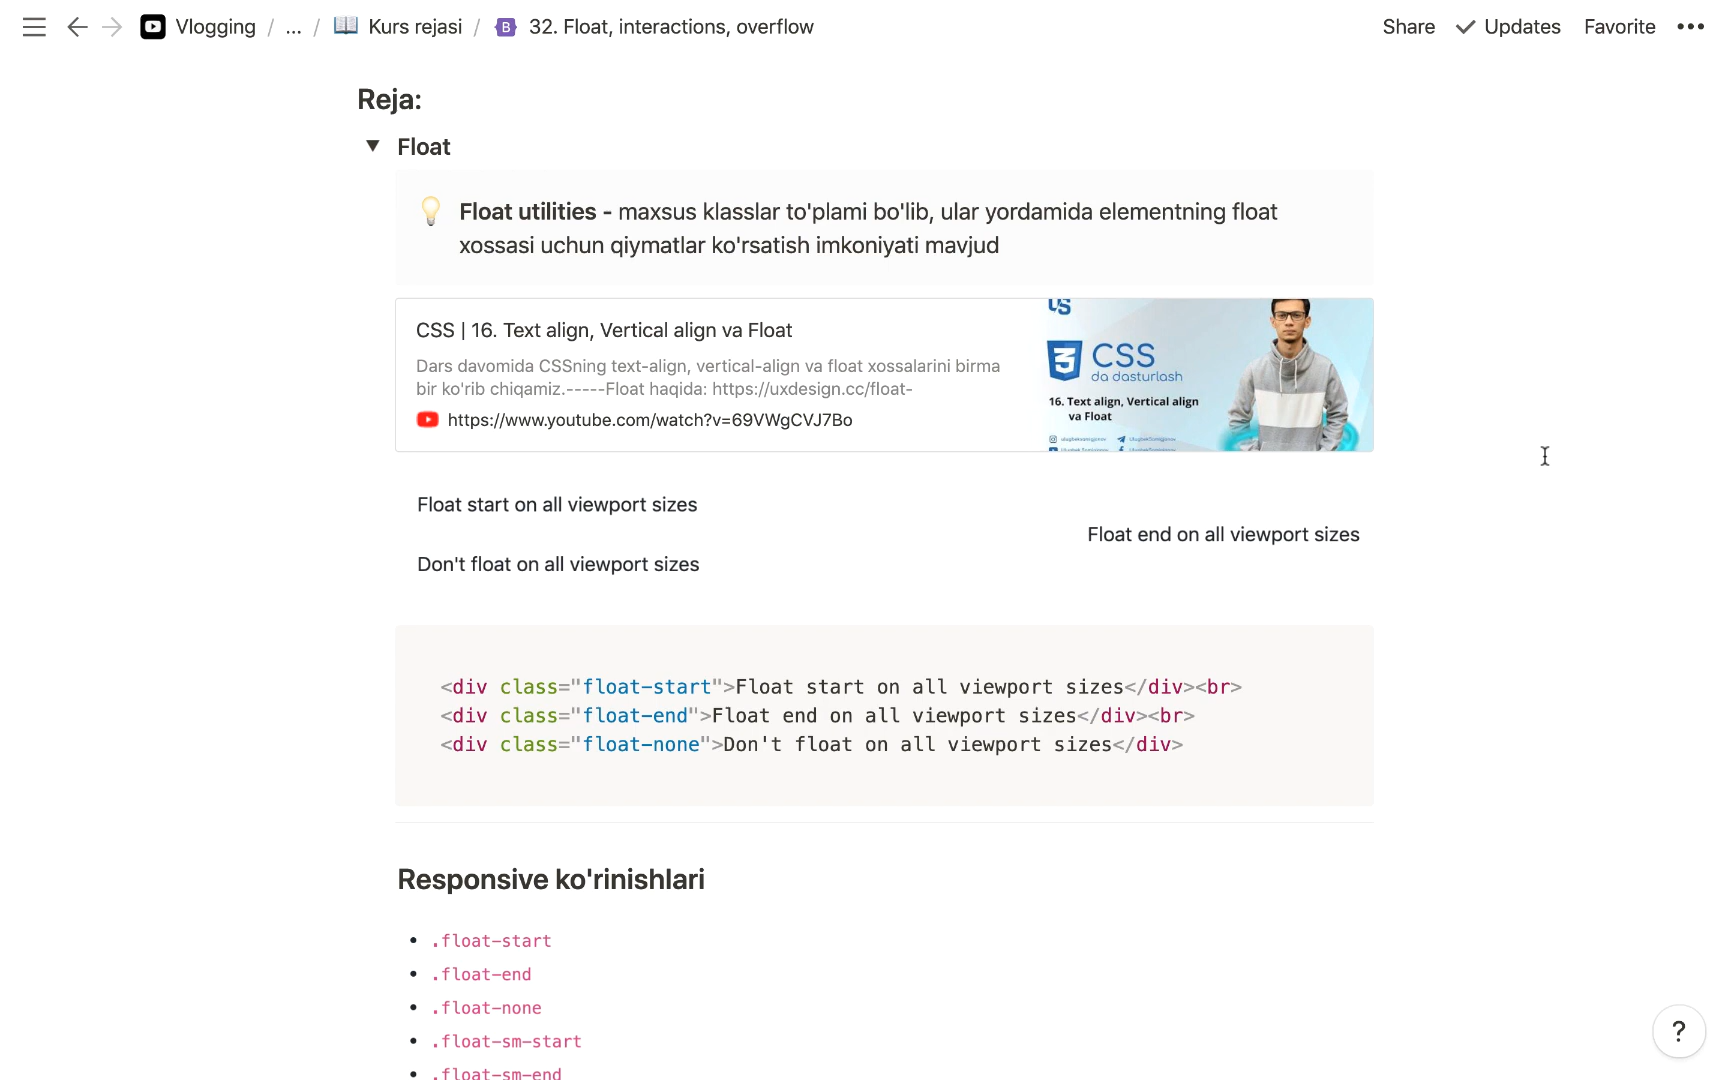 Vlogging / ... / Kurs rejasi / 32. Float, interactions, overflow
Share Updates Favorite •••
Reja:
Float
Float utilities - maxsus klasslar to'plami bo'lib, ular yordamida elementning float
xossasi uchun qiymatlar ko'rsatish imkoniyati mavjud
CSS | 16. Text align, Vertical align va Float
Dars davomida CSSning text-align, vertical-align va float xossalarini birma
bir ko'rib chiqamiz.-----Float haqida: https://uxdesign.cc/float-
https://www.youtube.com/watch?v=69VWgCVJ7Bo
US
3 CSS
da dasturlash
16. Text align, Vertical align
va Float
Float start on all viewport sizes
Float end on all viewport sizes
Don't float on all viewport sizes
<div class="float-start">Float start on all viewport sizes</div><br>
<div class="float-end">Float end on all viewport sizes</div><br>
<div class="float-none">Don't float on all viewport sizes</div>
Responsive ko'rinishlari
• .float-start
• .float-end
• .float-none
• .float-sm-start
• .float-sm-end
?